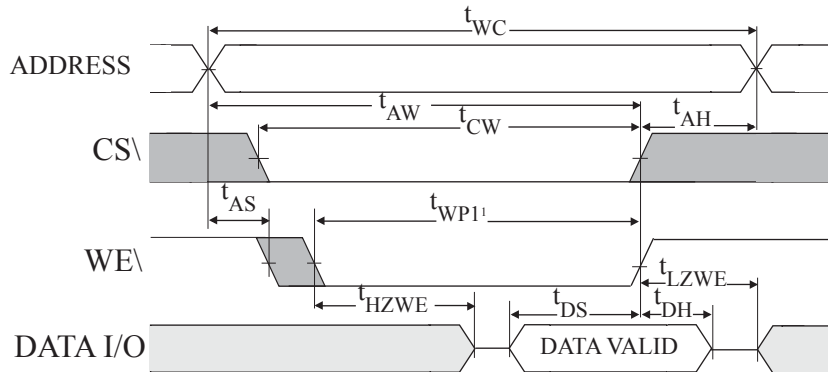 tWC
ADDRESS
tAW
tCW
tAH
CS\
tAS
tWP1¹
WE\
tLZWE
tHZWE
tDS
tDH
DATA I/O
DATA VALID